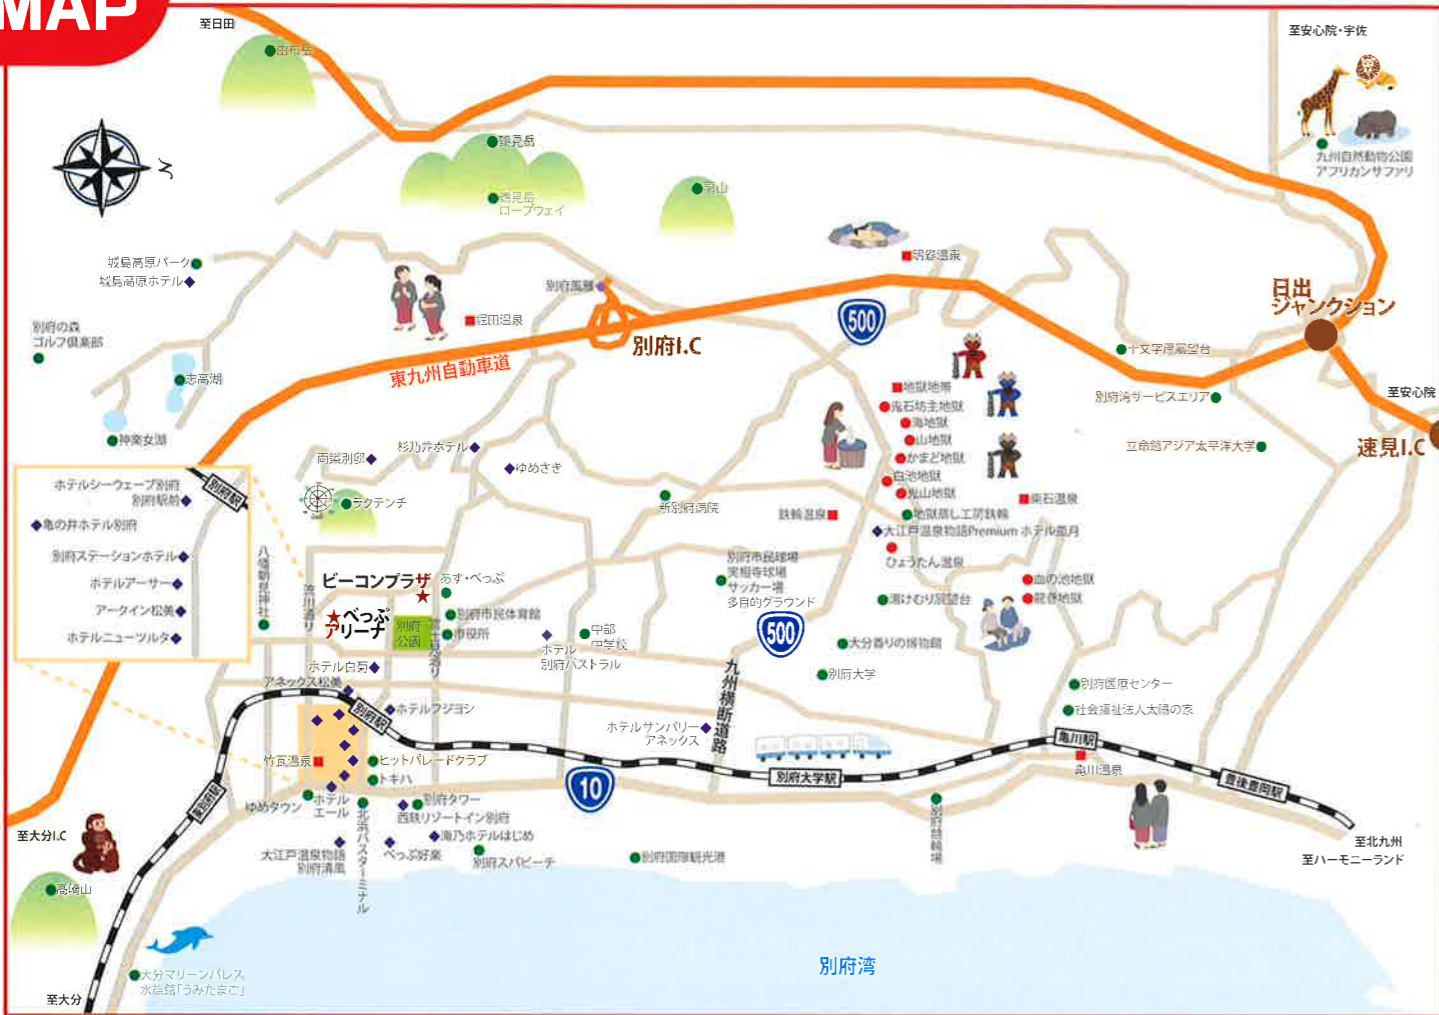 MAP
至日田
由布岳
至安心院・宇佐
九州自然動物公園
アフリカンサファリ
鶴見岳
鶴見岳
ロープウェイ
扇山
N
城島高原パーク
城島高原ホテル
別府の森
ゴルフ倶楽部
志高湖
神楽女湖
堀田温泉
別府風雅
別府I.C
東九州自動車道
500
明礬温泉
日出
ジャンクション
十文字原展望台
別府湾サービスエリア
至安心院
速見I.C
立命館アジア太平洋大学
地獄地帯
鬼石坊主地獄
海地獄
山地獄
かまど地獄
白池地獄
鬼山地獄
地獄蒸し工房鉄輪
柴石温泉
鉄輪温泉
大江戸温泉物語Premium ホテル風月
ひょうたん温泉
血の池地獄
龍巻地獄
湯けむり展望台
両築別邸
杉乃井ホテル
ゆめさき
ラクテンチ
新別府病院
別府駅
ホテルシーウェーブ別府
別府駅前
亀の井ホテル別府
別府ステーションホテル
ホテルアーサー
アークイン松美
ホテルニューツルタ
八幡朝見神社
流川通り
ビーコンプラザ
べっぷ
アリーナ
別府
公園
富士見通り
あす・べっぷ
別府市民体育館
市役所
ホテル
別府パストラル
中部
中学校
別府市民球場
実相寺球場
サッカー場
多目的グラウンド
500
大分香りの博物館
別府大学
九州横断道路
別府医療センター
社会福祉法人太陽の家
ホテル白菊
アネックス松美
別府駅
ホテルフジヨシ
ホテルサンバリー
アネックス
別府大学駅
亀川駅
亀川温泉
豊後豊岡駅
竹瓦温泉
ヒットパレードクラブ
トキハ
10
東別府駅
ゆめタウン
ホテル
エール
北浜バスターミナル
別府タワー
西鉄リゾートイン別府
海乃ホテルはじめ
べっぷ好楽
別府スパビーチ
大江戸温泉物語
別府清風
別府国際観光港
別府競輪場
至北九州
至ハーモニーランド
至大分I.C
高崎山
大分マリーンパレス
水族館「うみたまご」
至大分
別府湾